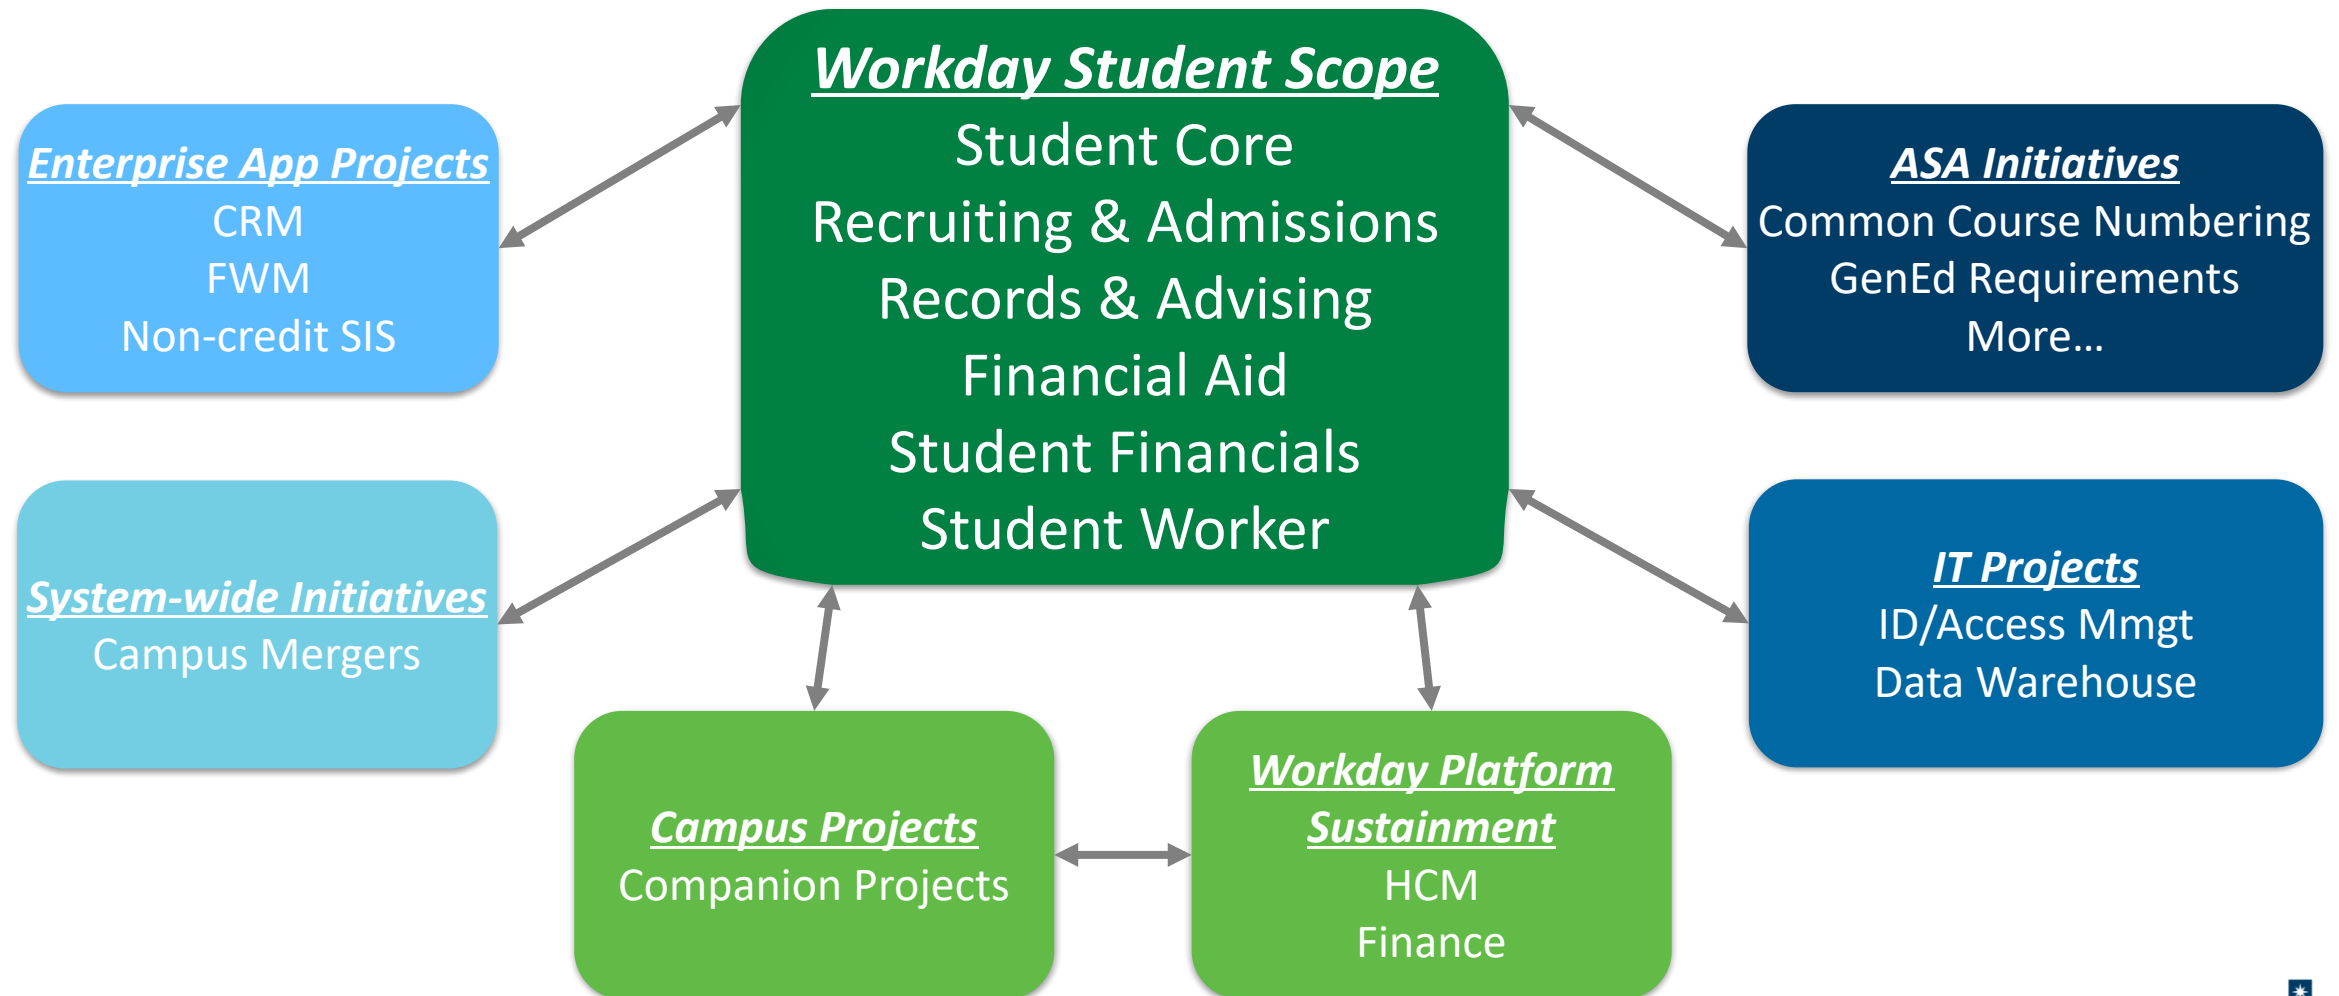 Workday Student Scope
Student Core
Recruiting & Admissions
Records & Advising
Financial Aid
Student Financials
Student Worker
Enterprise App Projects
CRM
FWM
Non-credit SIS
ASA Initiatives
Common Course Numbering
GenEd Requirements
More…
System-wide Initiatives
Campus Mergers
IT Projects
ID/Access Mmgt
Data Warehouse
Campus Projects
Companion Projects
Workday Platform
Sustainment
HCM
Finance